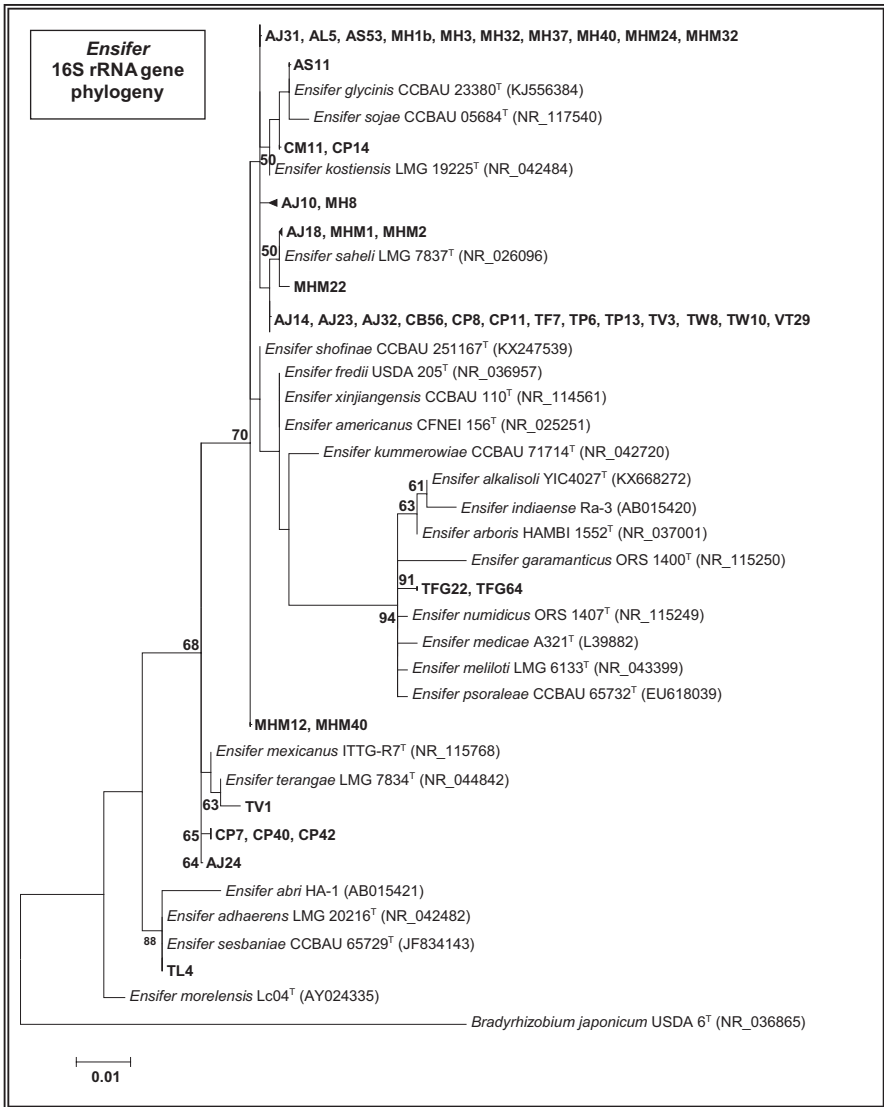 Ensifer
16S rRNA gene
phylogeny
AJ31, AL5, AS53, MH1b, MH3, MH32, MH37, MH40, MHM24, MHM32
AS11
Ensifer glycinis CCBAU 23380ᵀ (KJ556384)
Ensifer sojae CCBAU 05684ᵀ (NR_117540)
CM11, CP14
50
Ensifer kostiensis LMG 19225ᵀ (NR_042484)
AJ10, MH8
AJ18, MHM1, MHM2
50
Ensifer saheli LMG 7837ᵀ (NR_026096)
MHM22
AJ14, AJ23, AJ32, CB56, CP8, CP11, TF7, TP6, TP13, TV3, TW8, TW10, VT29
Ensifer shofinae CCBAU 251167ᵀ (KX247539)
Ensifer fredii USDA 205ᵀ (NR_036957)
Ensifer xinjiangensis CCBAU 110ᵀ (NR_114561)
Ensifer americanus CFNEI 156ᵀ (NR_025251)
70
Ensifer kummerowiae CCBAU 71714ᵀ (NR_042720)
Ensifer alkalisoli YIC4027ᵀ (KX668272)
61
Ensifer indiaense Ra-3 (AB015420)
63
Ensifer arboris HAMBI 1552ᵀ (NR_037001)
Ensifer garamanticus ORS 1400ᵀ (NR_115250)
91
TFG22, TFG64
94
Ensifer numidicus ORS 1407ᵀ (NR_115249)
Ensifer medicae A321ᵀ (L39882)
68
Ensifer meliloti LMG 6133ᵀ (NR_043399)
Ensifer psoraleae CCBAU 65732ᵀ (EU618039)
MHM12, MHM40
Ensifer mexicanus ITTG-R7ᵀ (NR_115768)
Ensifer terangae LMG 7834ᵀ (NR_044842)
63
TV1
65
CP7, CP40, CP42
64
AJ24
Ensifer abri HA-1 (AB015421)
Ensifer adhaerens LMG 20216ᵀ (NR_042482)
88
Ensifer sesbaniae CCBAU 65729ᵀ (JF834143)
TL4
Ensifer morelensis Lc04ᵀ (AY024335)
Bradyrhizobium japonicum USDA 6ᵀ (NR_036865)
0.01